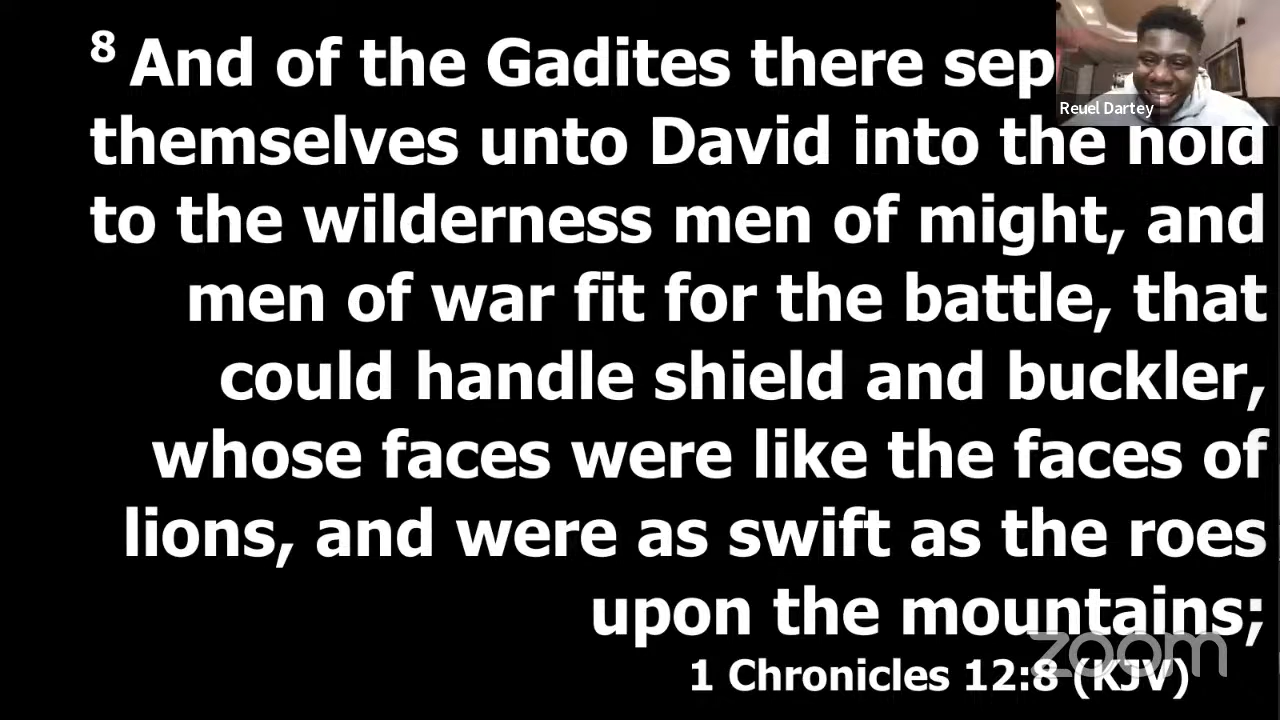 8 And of the Gadites there sep
themselves unto David into the hold
to the wilderness men of might, and
men of war fit for the battle, that
could handle shield and buckler,
whose faces were like the faces of
lions, and were as swift as the roes
upon the mountains;
1 Chronicles 12:8 (KJV)
Reuel Dartey
zoom